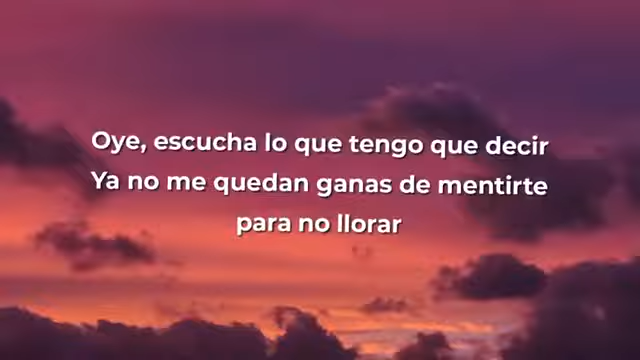 Oye, escucha lo que tengo que decir
Ya no me quedan ganas de mentirte
para no llorar